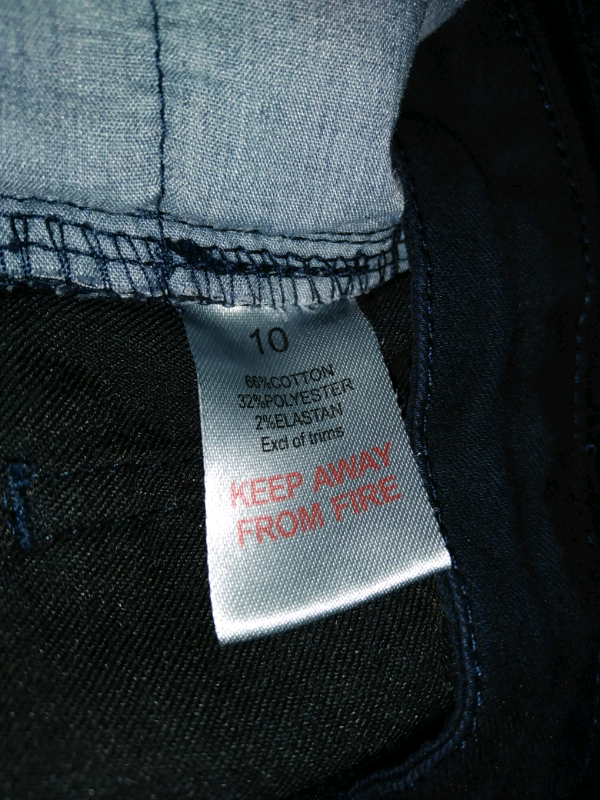 10
66%COTTON
32%POLYESTER
2%ELASTAN
Excl of trims
KEEP AWAY
FROM FIRE